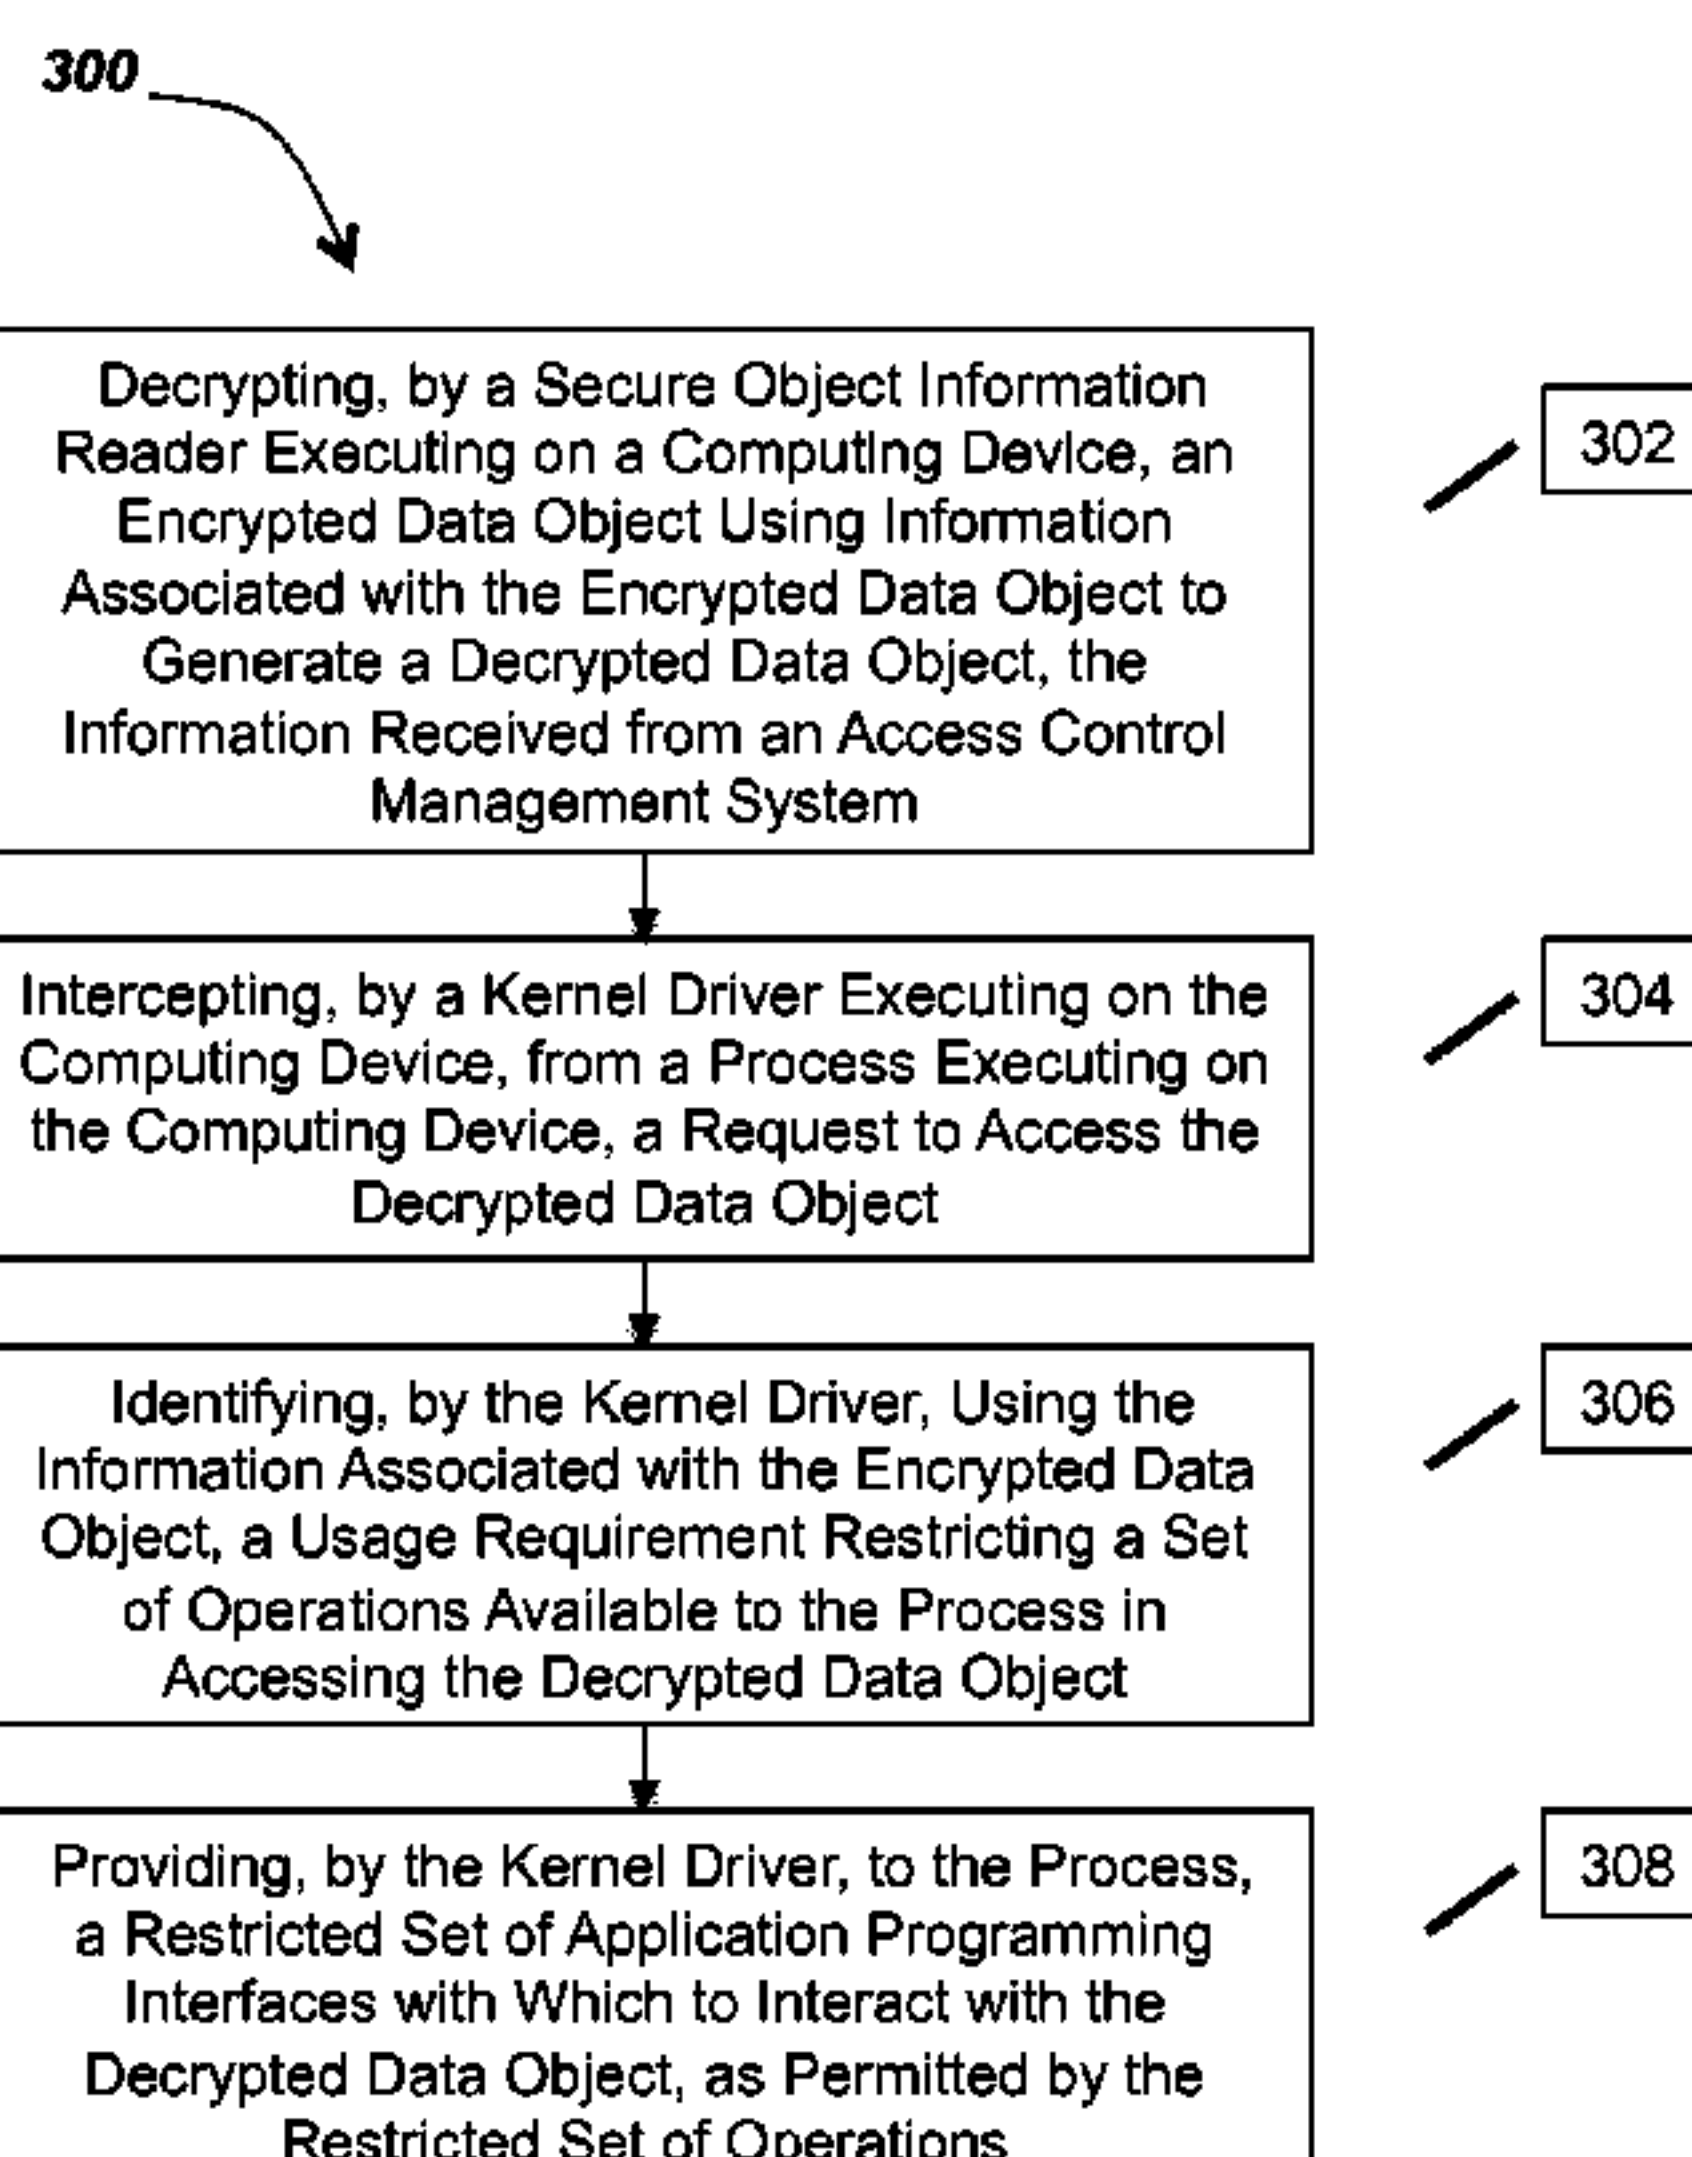 300
Decrypting, by a Secure Object Information
Reader Executing on a Computing Device, an
Encrypted Data Object Using Information
Associated with the Encrypted Data Object to
Generate a Decrypted Data Object, the
Information Received from an Access Control
Management System
302
Intercepting, by a Kernel Driver Executing on the
Computing Device, from a Process Executing on
the Computing Device, a Request to Access the
Decrypted Data Object
304
Identifying, by the Kernel Driver, Using the
Information Associated with the Encrypted Data
Object, a Usage Requirement Restricting a Set
of Operations Available to the Process in
Accessing the Decrypted Data Object
306
Providing, by the Kernel Driver, to the Process,
a Restricted Set of Application Programming
Interfaces with Which to Interact with the
Decrypted Data Object, as Permitted by the
Restricted Set of Operations
308